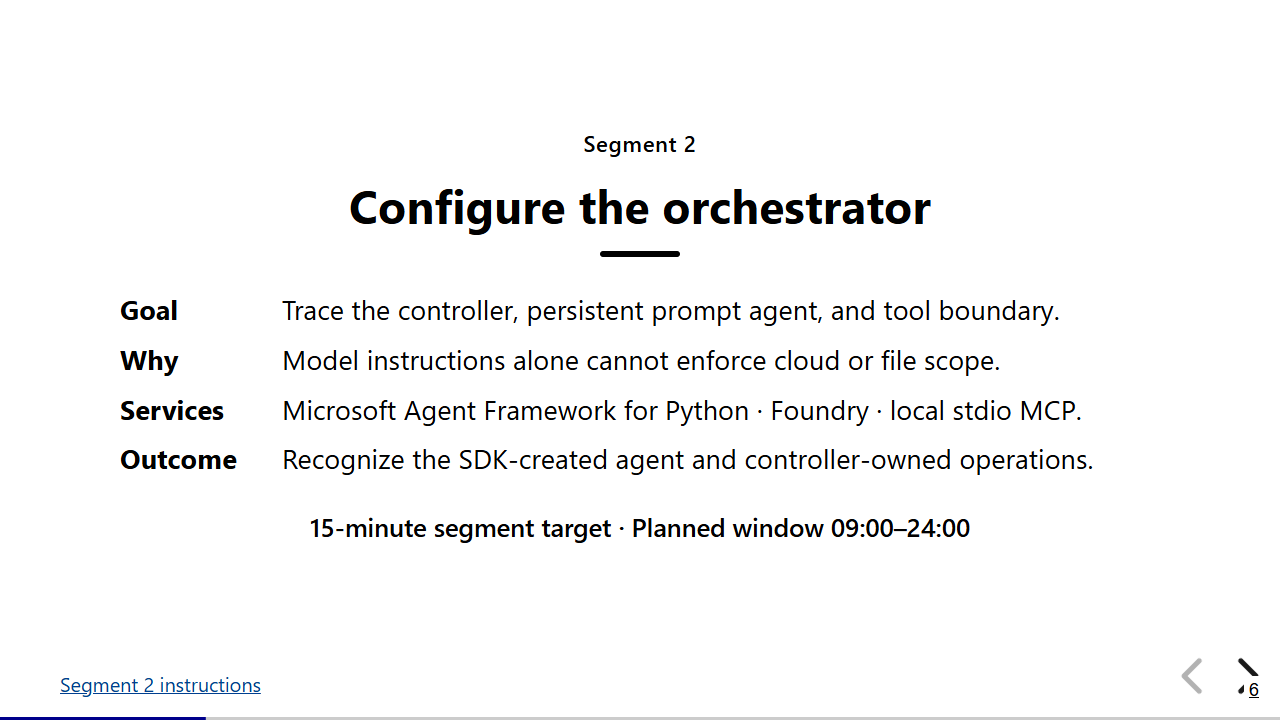 Segment 2
Configure the orchestrator
Goal Trace the controller, persistent prompt agent, and tool boundary.
Why Model instructions alone cannot enforce cloud or file scope.
Services Microsoft Agent Framework for Python · Foundry · local stdio MCP.
Outcome Recognize the SDK-created agent and controller-owned operations.
15-minute segment target · Planned window 09:00–24:00
Segment 2 instructions
6